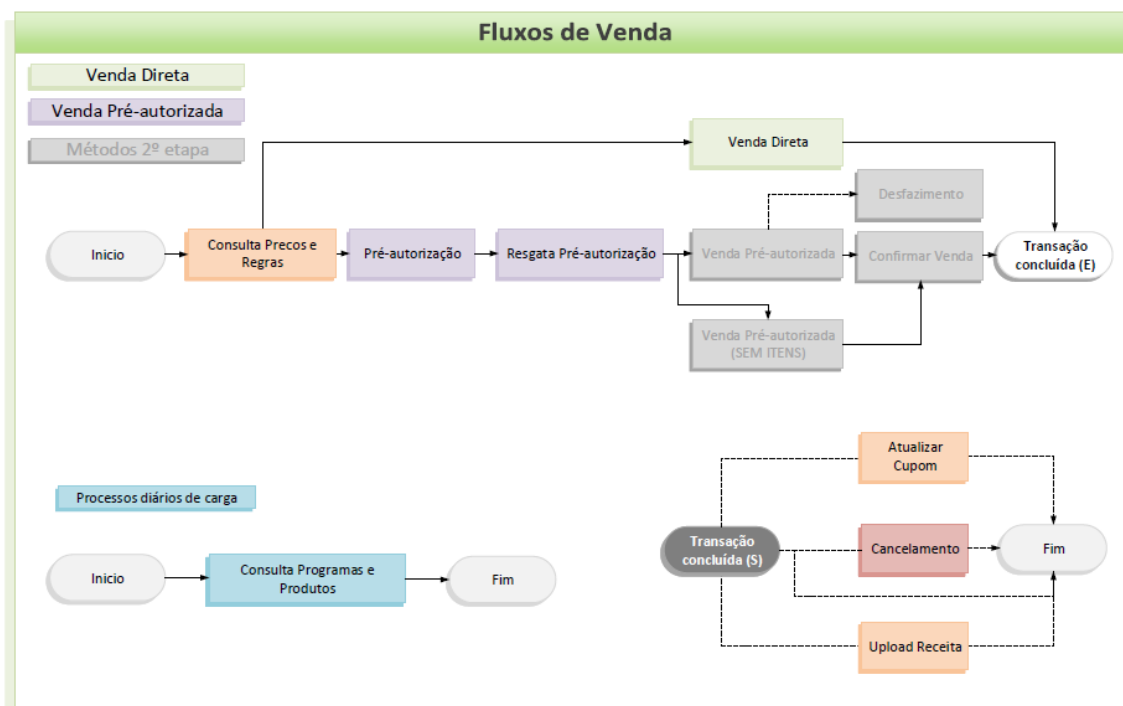 Fluxos de Venda
Venda Direta
Venda Pré-autorizada
Métodos 2º etapa
Venda Direta
Desfazimento
Inicio
Consulta Precos e
Regras
Pré-autorização
Resgata Pré-autorização
Venda Pré-autorizada
Confirmar Venda
Transação
concluída (E)
Venda Pré-autorizada
(SEM ITENS)
Atualizar
Cupom
Processos diários de carga
Transação
concluída (S)
Cancelamento
Fim
Inicio
Consulta Programas e
Produtos
Fim
Upload Receita